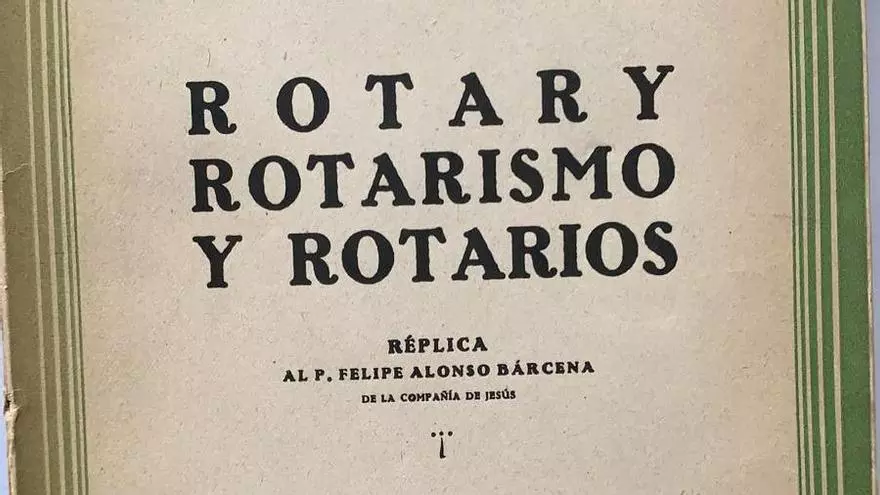 ROTARY
ROTARISMO
Y ROTARIOS
RÉPLICA
AL P. FELIPE ALONSO BÁRCENA
DE LA COMPAÑÍA DE JESÚS